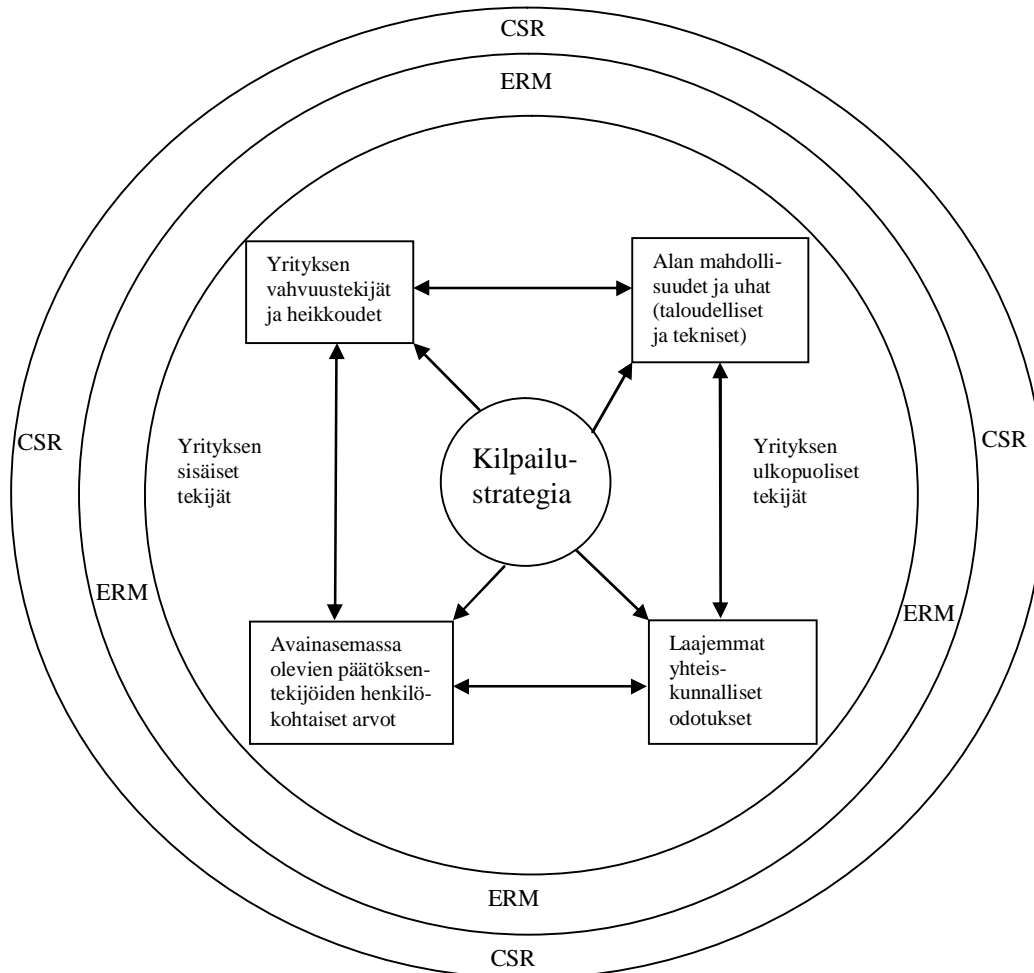 CSR
ERM
Yrityksen
vahvuustekijät
ja heikkoudet
Alan mahdolli-
suudet ja uhat
(taloudelliset
ja tekniset)
CSR
Yrityksen
sisäiset
tekijät
Kilpailu-
strategia
Yrityksen
ulkopuoliset
tekijät
CSR
ERM
ERM
Avainasemassa
olevien päätöksen-
tekijöiden henkilö-
kohtaiset arvot
Laajemmat
yhteis-
kunnalliset
odotukset
ERM
CSR